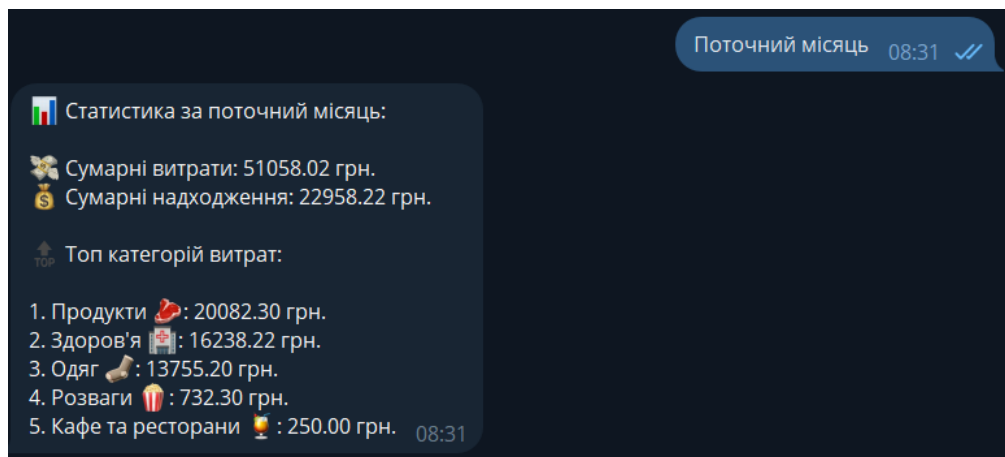 Поточний місяць 08:31
📊 Статистика за поточний місяць:
💸 Сумарні витрати: 51058.02 грн.
💰 Сумарні надходження: 22958.22 грн.
🔝 Топ категорій витрат:
1. Продукти 🥩: 20082.30 грн.
2. Здоров'я 🏥: 16238.22 грн.
3. Одяг 🧦: 13755.20 грн.
4. Розваги 🍿: 732.30 грн.
5. Кафе та ресторани 🍹: 250.00 грн. 08:31